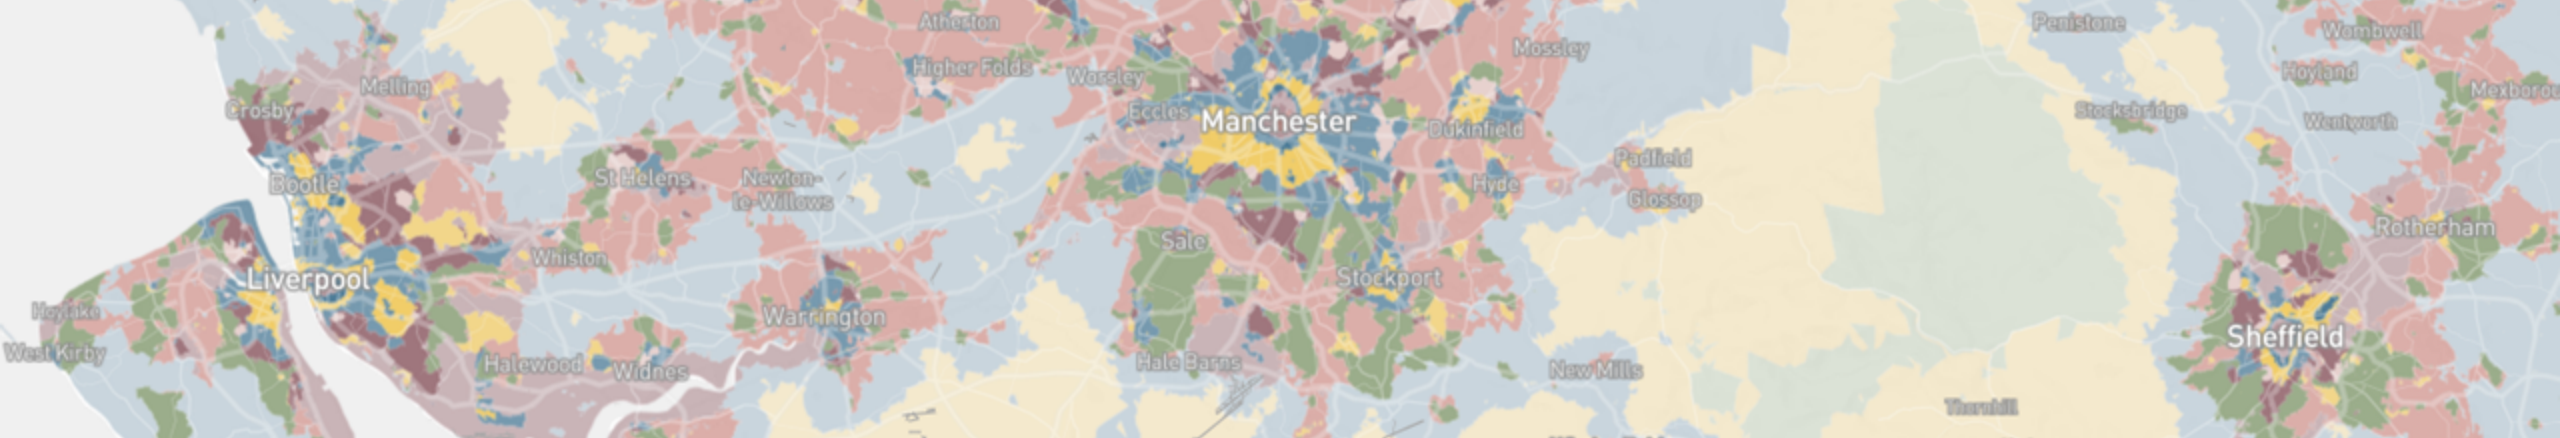 Atherton
Penistone
Wombwell
Mossley
Higher Folds
Worsley
Hoyland
Melling
Mexborou
Crosby
Eccles
Manchester
Dukinfield
Stocksbridge
Wentworth
Padfield
Bootle
St Helens
Newton-
le-Willows
Hyde
Glossop
Sale
Rotherham
Whiston
Liverpool
Stockport
Hoylake
Warrington
Sheffield
West Kirby
Halewood
Widnes
Hale Barns
New Mills
Thornhill